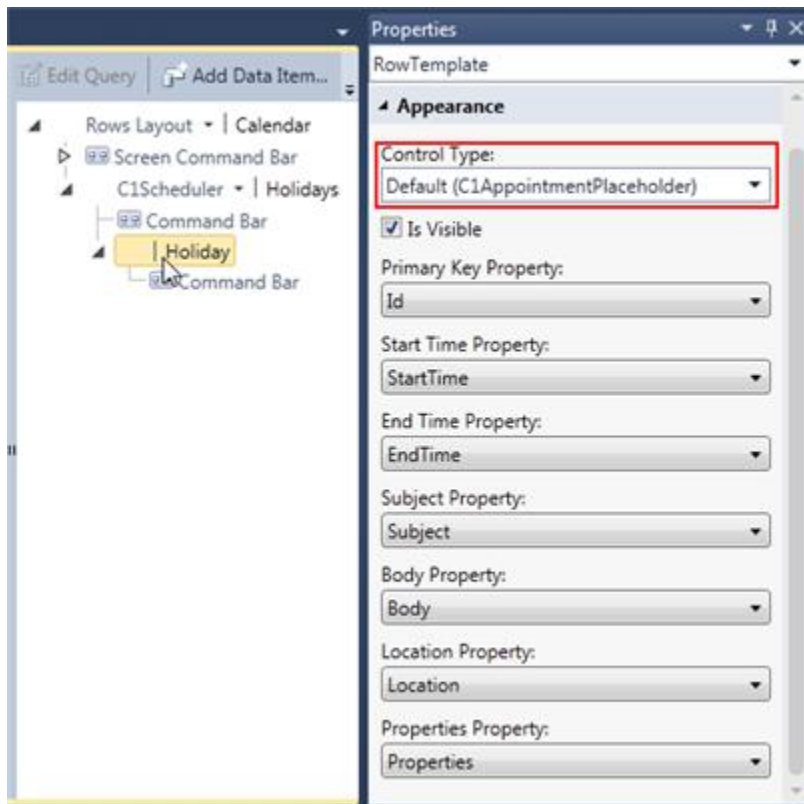 Properties
RowTemplate
Edit Query
Add Data Item...
Appearance
Rows Layout | Calendar
Control Type:
Screen Command Bar
Default (C1AppointmentPlaceholder)
C1Scheduler | Holidays
Command Bar
Is Visible
Holiday
Primary Key Property:
Command Bar
Id
Start Time Property:
StartTime
End Time Property:
EndTime
Subject Property:
Subject
Body Property:
Body
Location Property:
Location
Properties Property:
Properties